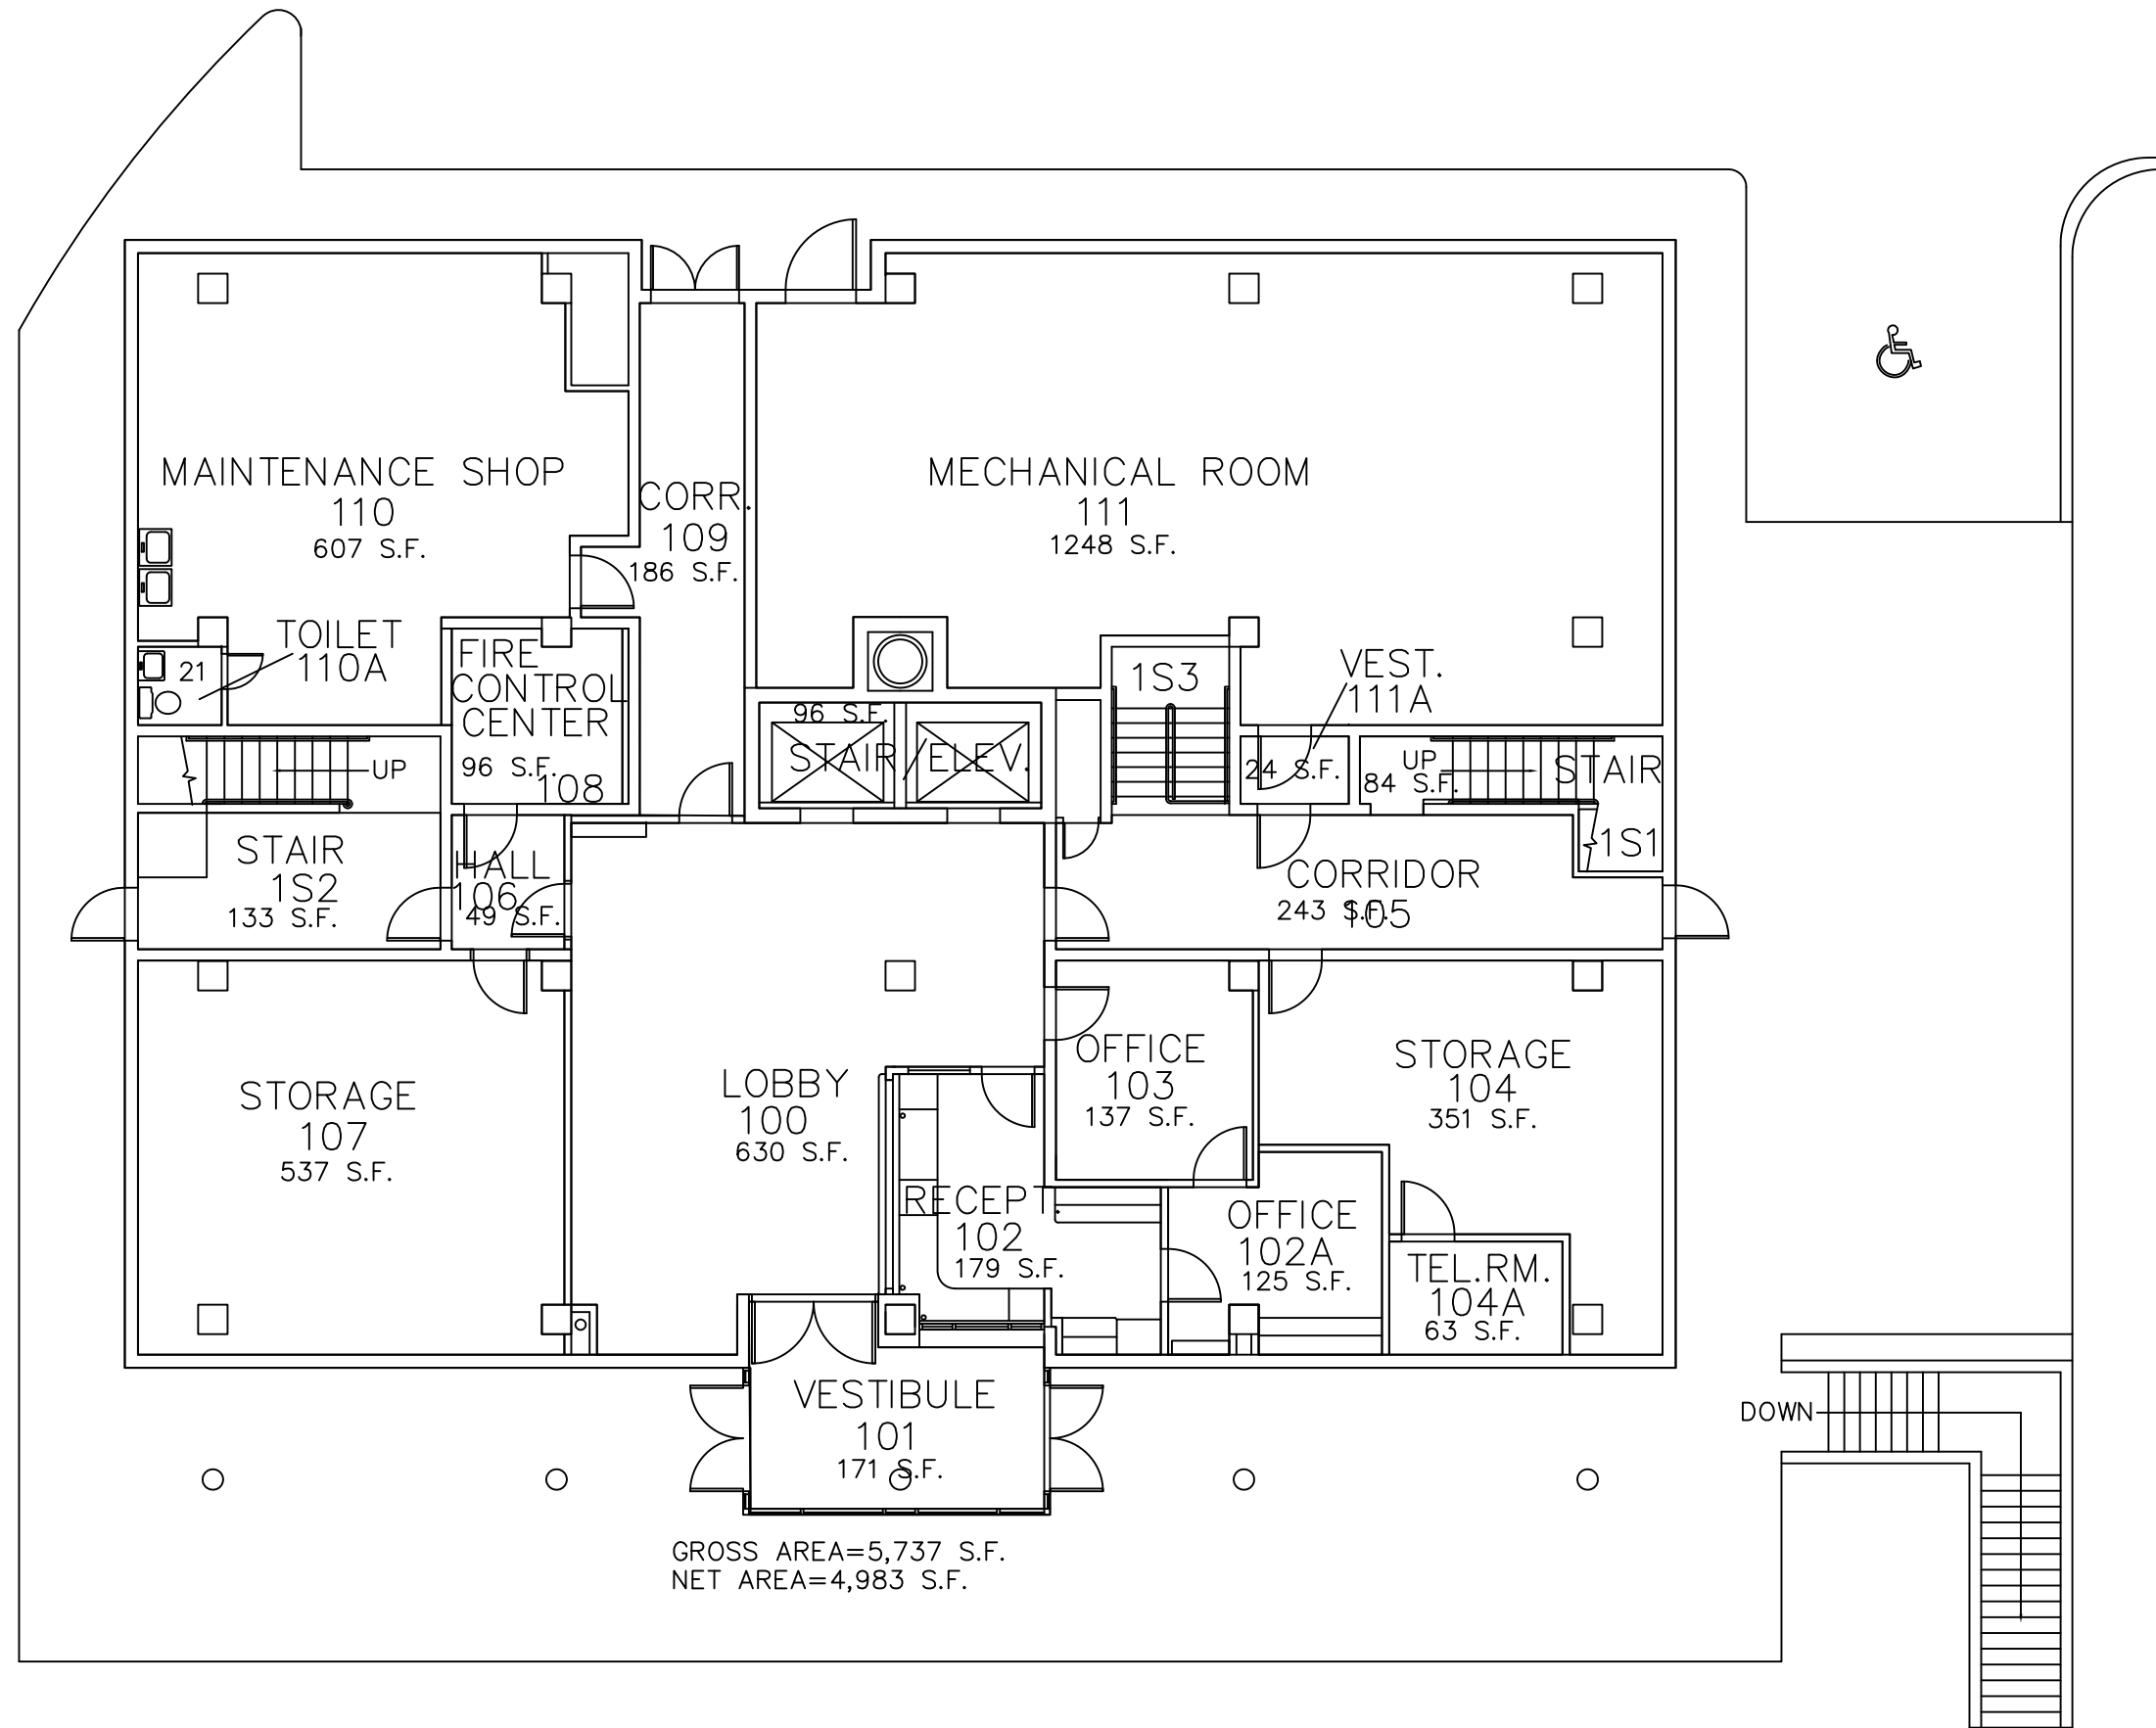 MAINTENANCE SHOP
110
607 S.F.
CORR.
109
186 S.F.
MECHANICAL ROOM
111
1248 S.F.
TOILET
110A
21
FIRE
CONTROL
CENTER
96 S.F.
108
96 S.F.
STAIR / ELEV.
1S3
VEST.
111A
24 S.F.
UP
84 S.F.
STAIR
1S1
UP
STAIR
1S2
133 S.F.
HALL
106
49 S.F.
CORRIDOR
105
243 S.F.
STORAGE
107
537 S.F.
LOBBY
100
630 S.F.
OFFICE
103
137 S.F.
STORAGE
104
351 S.F.
RECEPT.
102
179 S.F.
OFFICE
102A
125 S.F.
TEL.RM.
104A
63 S.F.
VESTIBULE
101
171 S.F.
DOWN
GROSS AREA=5,737 S.F.
NET AREA=4,983 S.F.